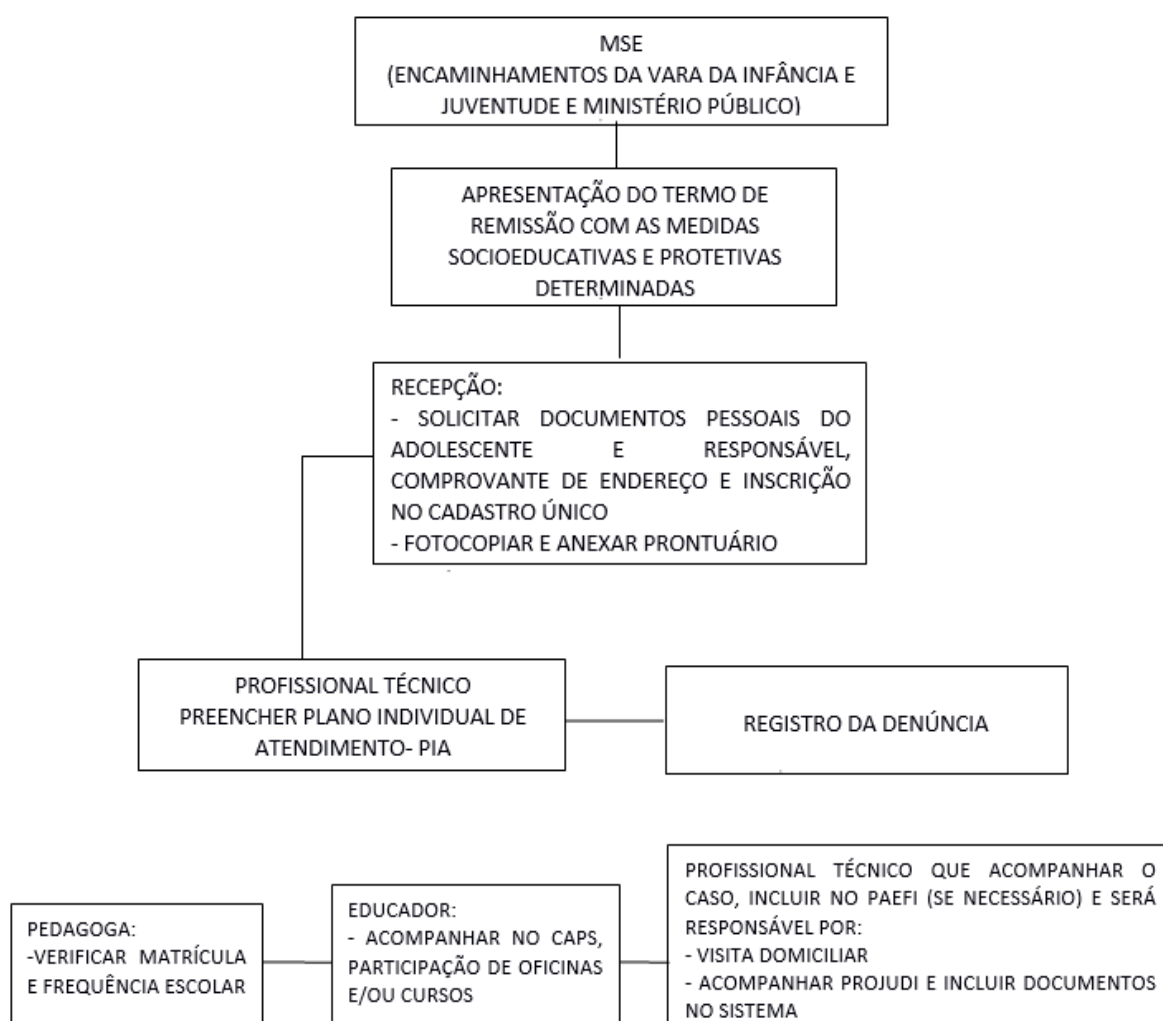 MSE
(ENCAMINHAMENTOS DA VARA DA INFÂNCIA E
JUVENTUDE E MINISTÉRIO PÚBLICO)
APRESENTAÇÃO DO TERMO DE
REMISSÃO COM AS MEDIDAS
SOCIOEDUCATIVAS E PROTETIVAS
DETERMINADAS
RECEPÇÃO:
- SOLICITAR DOCUMENTOS PESSOAIS DO
ADOLESCENTE E RESPONSÁVEL,
COMPROVANTE DE ENDEREÇO E INSCRIÇÃO
NO CADASTRO ÚNICO
- FOTOCOPIAR E ANEXAR PRONTUÁRIO
PROFISSIONAL TÉCNICO
PREENCHER PLANO INDIVIDUAL DE
ATENDIMENTO- PIA
REGISTRO DA DENÚNCIA
PEDAGOGA:
-VERIFICAR MATRÍCULA
E FREQUÊNCIA ESCOLAR
EDUCADOR:
- ACOMPANHAR NO CAPS,
PARTICIPAÇÃO DE OFICINAS
E/OU CURSOS
PROFISSIONAL TÉCNICO QUE ACOMPANHAR O
CASO, INCLUIR NO PAEFI (SE NECESSÁRIO) E SERÁ
RESPONSÁVEL POR:
- VISITA DOMICILIAR
- ACOMPANHAR PROJUDI E INCLUIR DOCUMENTOS
NO SISTEMA